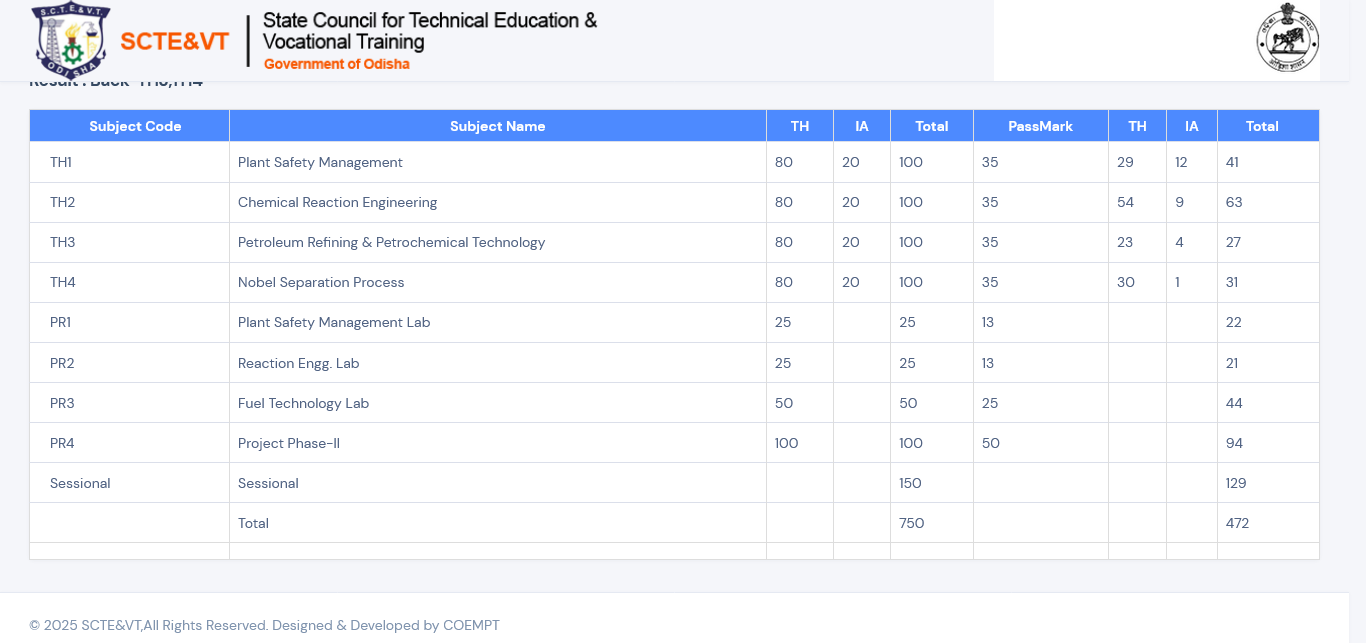 S.C.T.E.&V.T.
ODISHA
SCTE&VT
State Council for Technical Education &
Vocational Training
Government of Odisha
Result : Back-TH3,TH4
Subject Code Subject Name TH IA Total PassMark TH IA Total
TH1 Plant Safety Management 80 20 100 35 29 12 41
TH2 Chemical Reaction Engineering 80 20 100 35 54 9 63
TH3 Petroleum Refining & Petrochemical Technology 80 20 100 35 23 4 27
TH4 Nobel Separation Process 80 20 100 35 30 1 31
PR1 Plant Safety Management Lab 25 25 13 22
PR2 Reaction Engg. Lab 25 25 13 21
PR3 Fuel Technology Lab 50 50 25 44
PR4 Project Phase-II 100 100 50 94
Sessional Sessional 150 129
Total 750 472
© 2025 SCTE&VT,All Rights Reserved. Designed & Developed by COEMPT